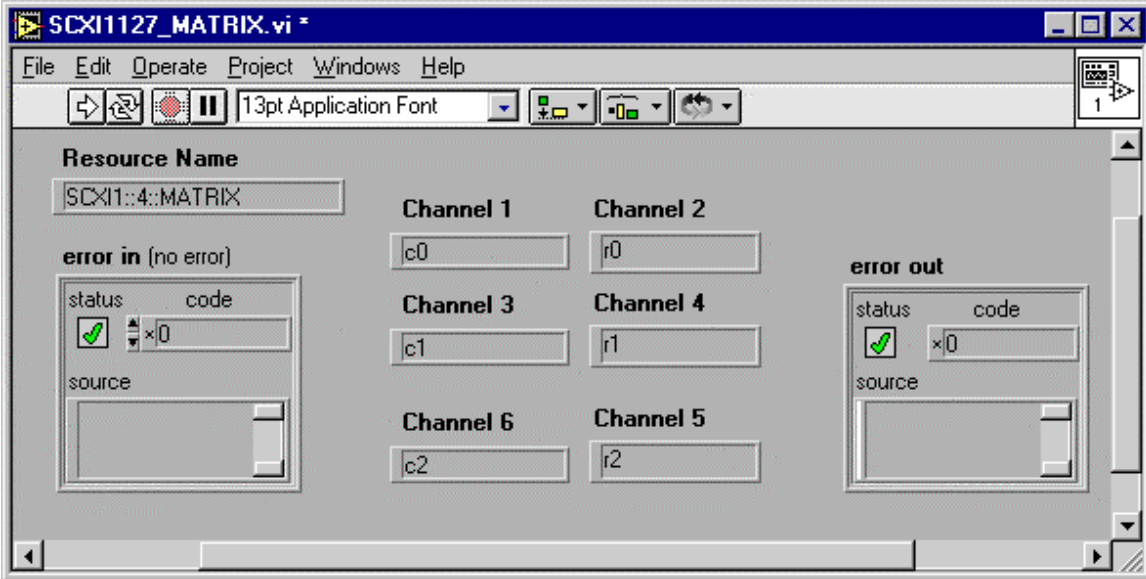 SCXI1127_MATRIX.vi *
File Edit Operate Project Windows Help
13pt Application Font
1
Resource Name
SCXI1::4::MATRIX
Channel 1 Channel 2
c0 r0
error in (no error)
error out
status code
×0
source
Channel 3 Channel 4
c1 r1
Channel 6 Channel 5
c2 r2
status code
×0
source